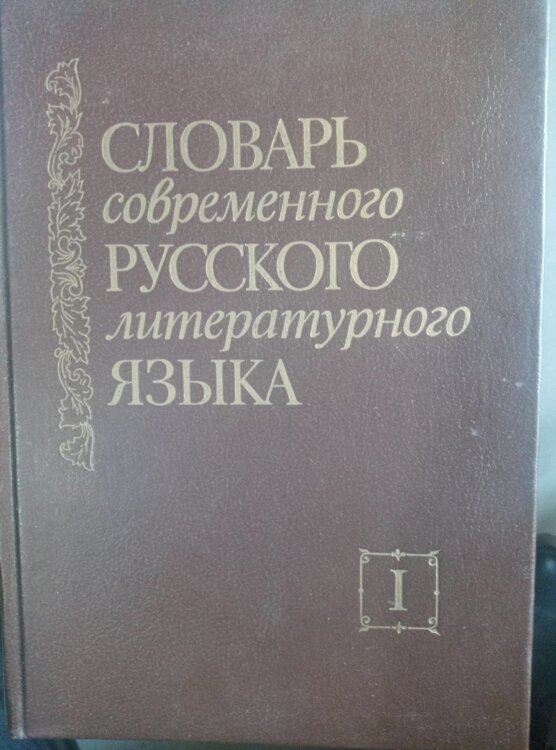 СЛОВАРЬ
современного
РУССКОГО
литературного
ЯЗЫКА
I